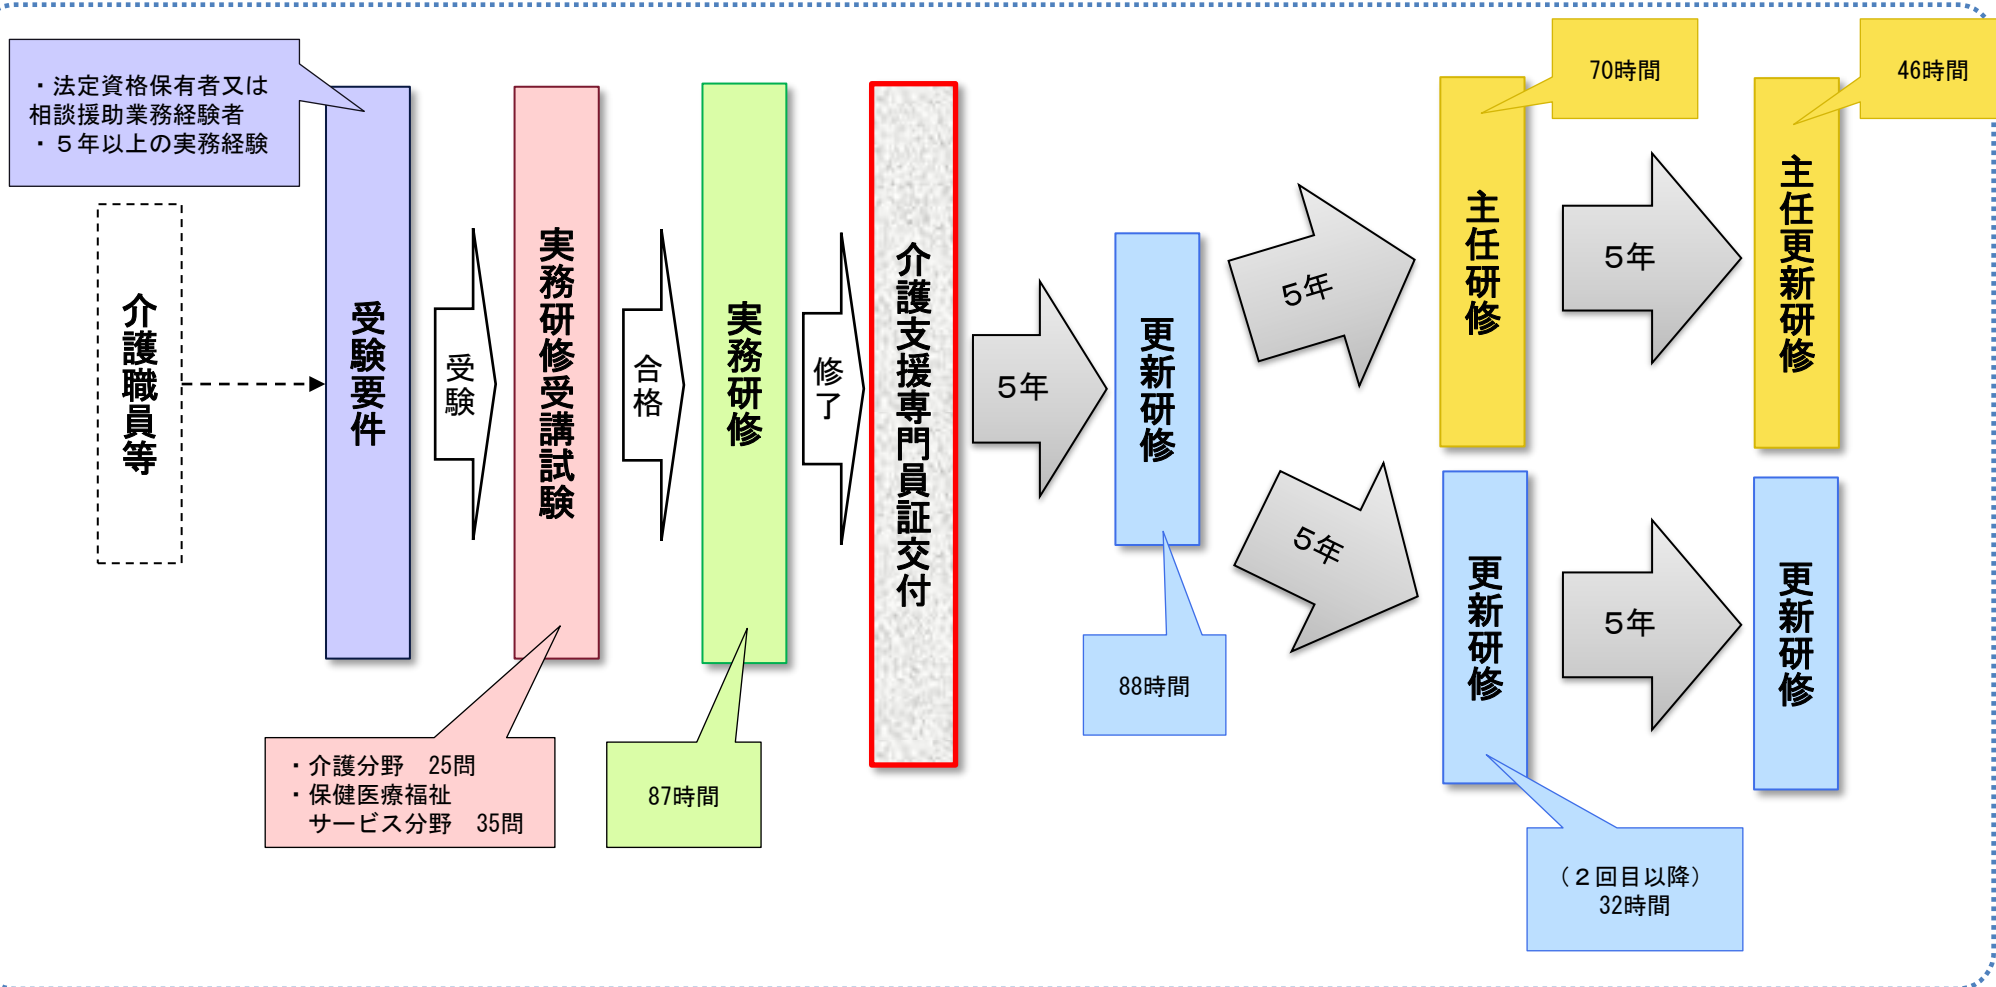 ・法定資格保有者又は
相談援助業務経験者
・５年以上の実務経験
介護職員等
受験要件
受験
実務研修受講試験
・介護分野　25問
・保健医療福祉
サービス分野　35問
合格
実務研修
87時間
修了
介護支援専門員証交付
５年
更新研修
88時間
５年
主任研修
70時間
５年
主任更新研修
46時間
５年
更新研修
（２回目以降）
32時間
５年
更新研修